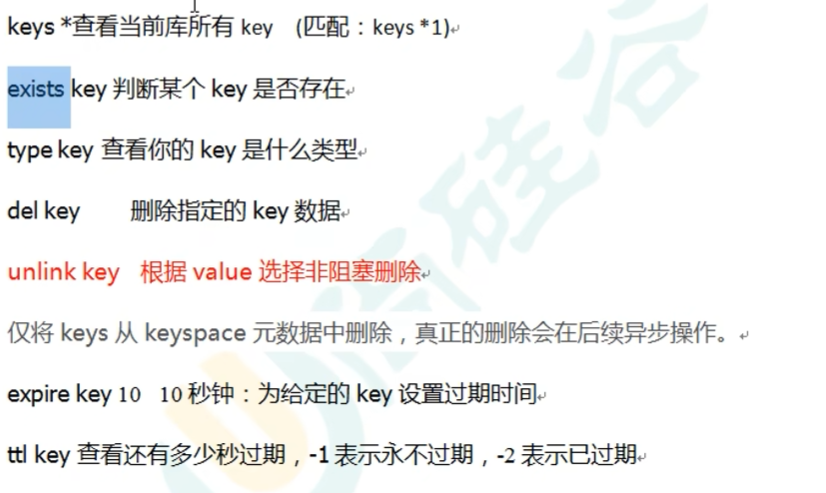 keys *查看当前库所有 key (匹配：keys *1)
exists key 判断某个 key 是否存在
type key 查看你的 key 是什么类型
del key 删除指定的 key 数据
unlink key 根据 value 选择非阻塞删除
仅将 keys 从 keyspace 元数据中删除，真正的删除会在后续异步操作。
expire key 10 10 秒钟：为给定的 key 设置过期时间
ttl key 查看还有多少秒过期，-1 表示永不过期，-2 表示已过期
尚硅谷